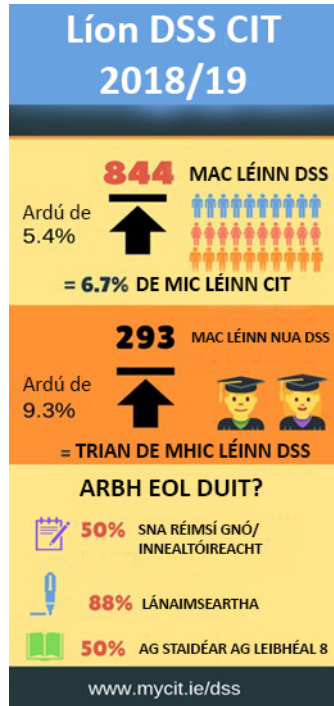 Líon DSS CIT
2018/19
844 MAC LÉINN DSS
Ardú de
5.4%
= 6.7% DE MIC LÉINN CIT
293 MAC LÉINN NUA DSS
Ardú de
9.3%
= TRIAN DE MHIC LÉINN DSS
ARBH EOL DUIT?
50% SNA RÉIMSÍ GNÓ/
INNEALTÓIREACHT
88% LÁNAIMSEARTHA
50% AG STAIDÉAR AG LEIBHÉAL 8
www.mycit.ie/dss